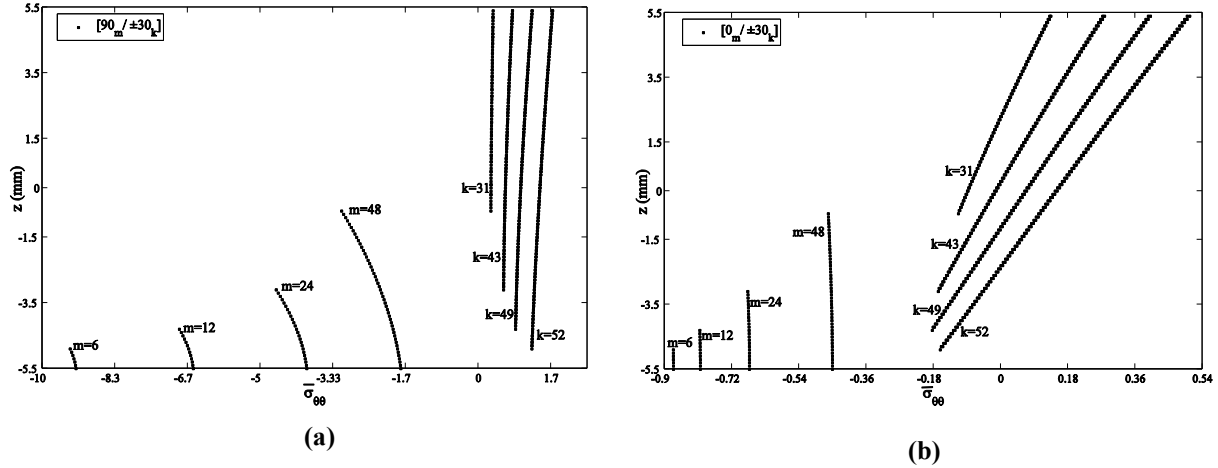 [90m/ ±30k]
5.5
3.5
1.5
0
-1.5
-3.5
-5.5
z (mm)
k=31
m=48
k=43
m=24
k=49
m=12
k=52
m=6
-10 -8.3 -6.7 -5 -3.33 -1.7 0 1.7
σ̅θθ
(a)
[0m/ ±30k]
5.5
3.5
1.5
0
-1.5
-3.5
-5.5
z (mm)
k=31
m=48
k=43
m=24
k=49
m=12
k=52
m=6
-0.9 -0.72 -0.54 -0.18 0 0.18 0.36 0.54
σ̅θθ
(b)